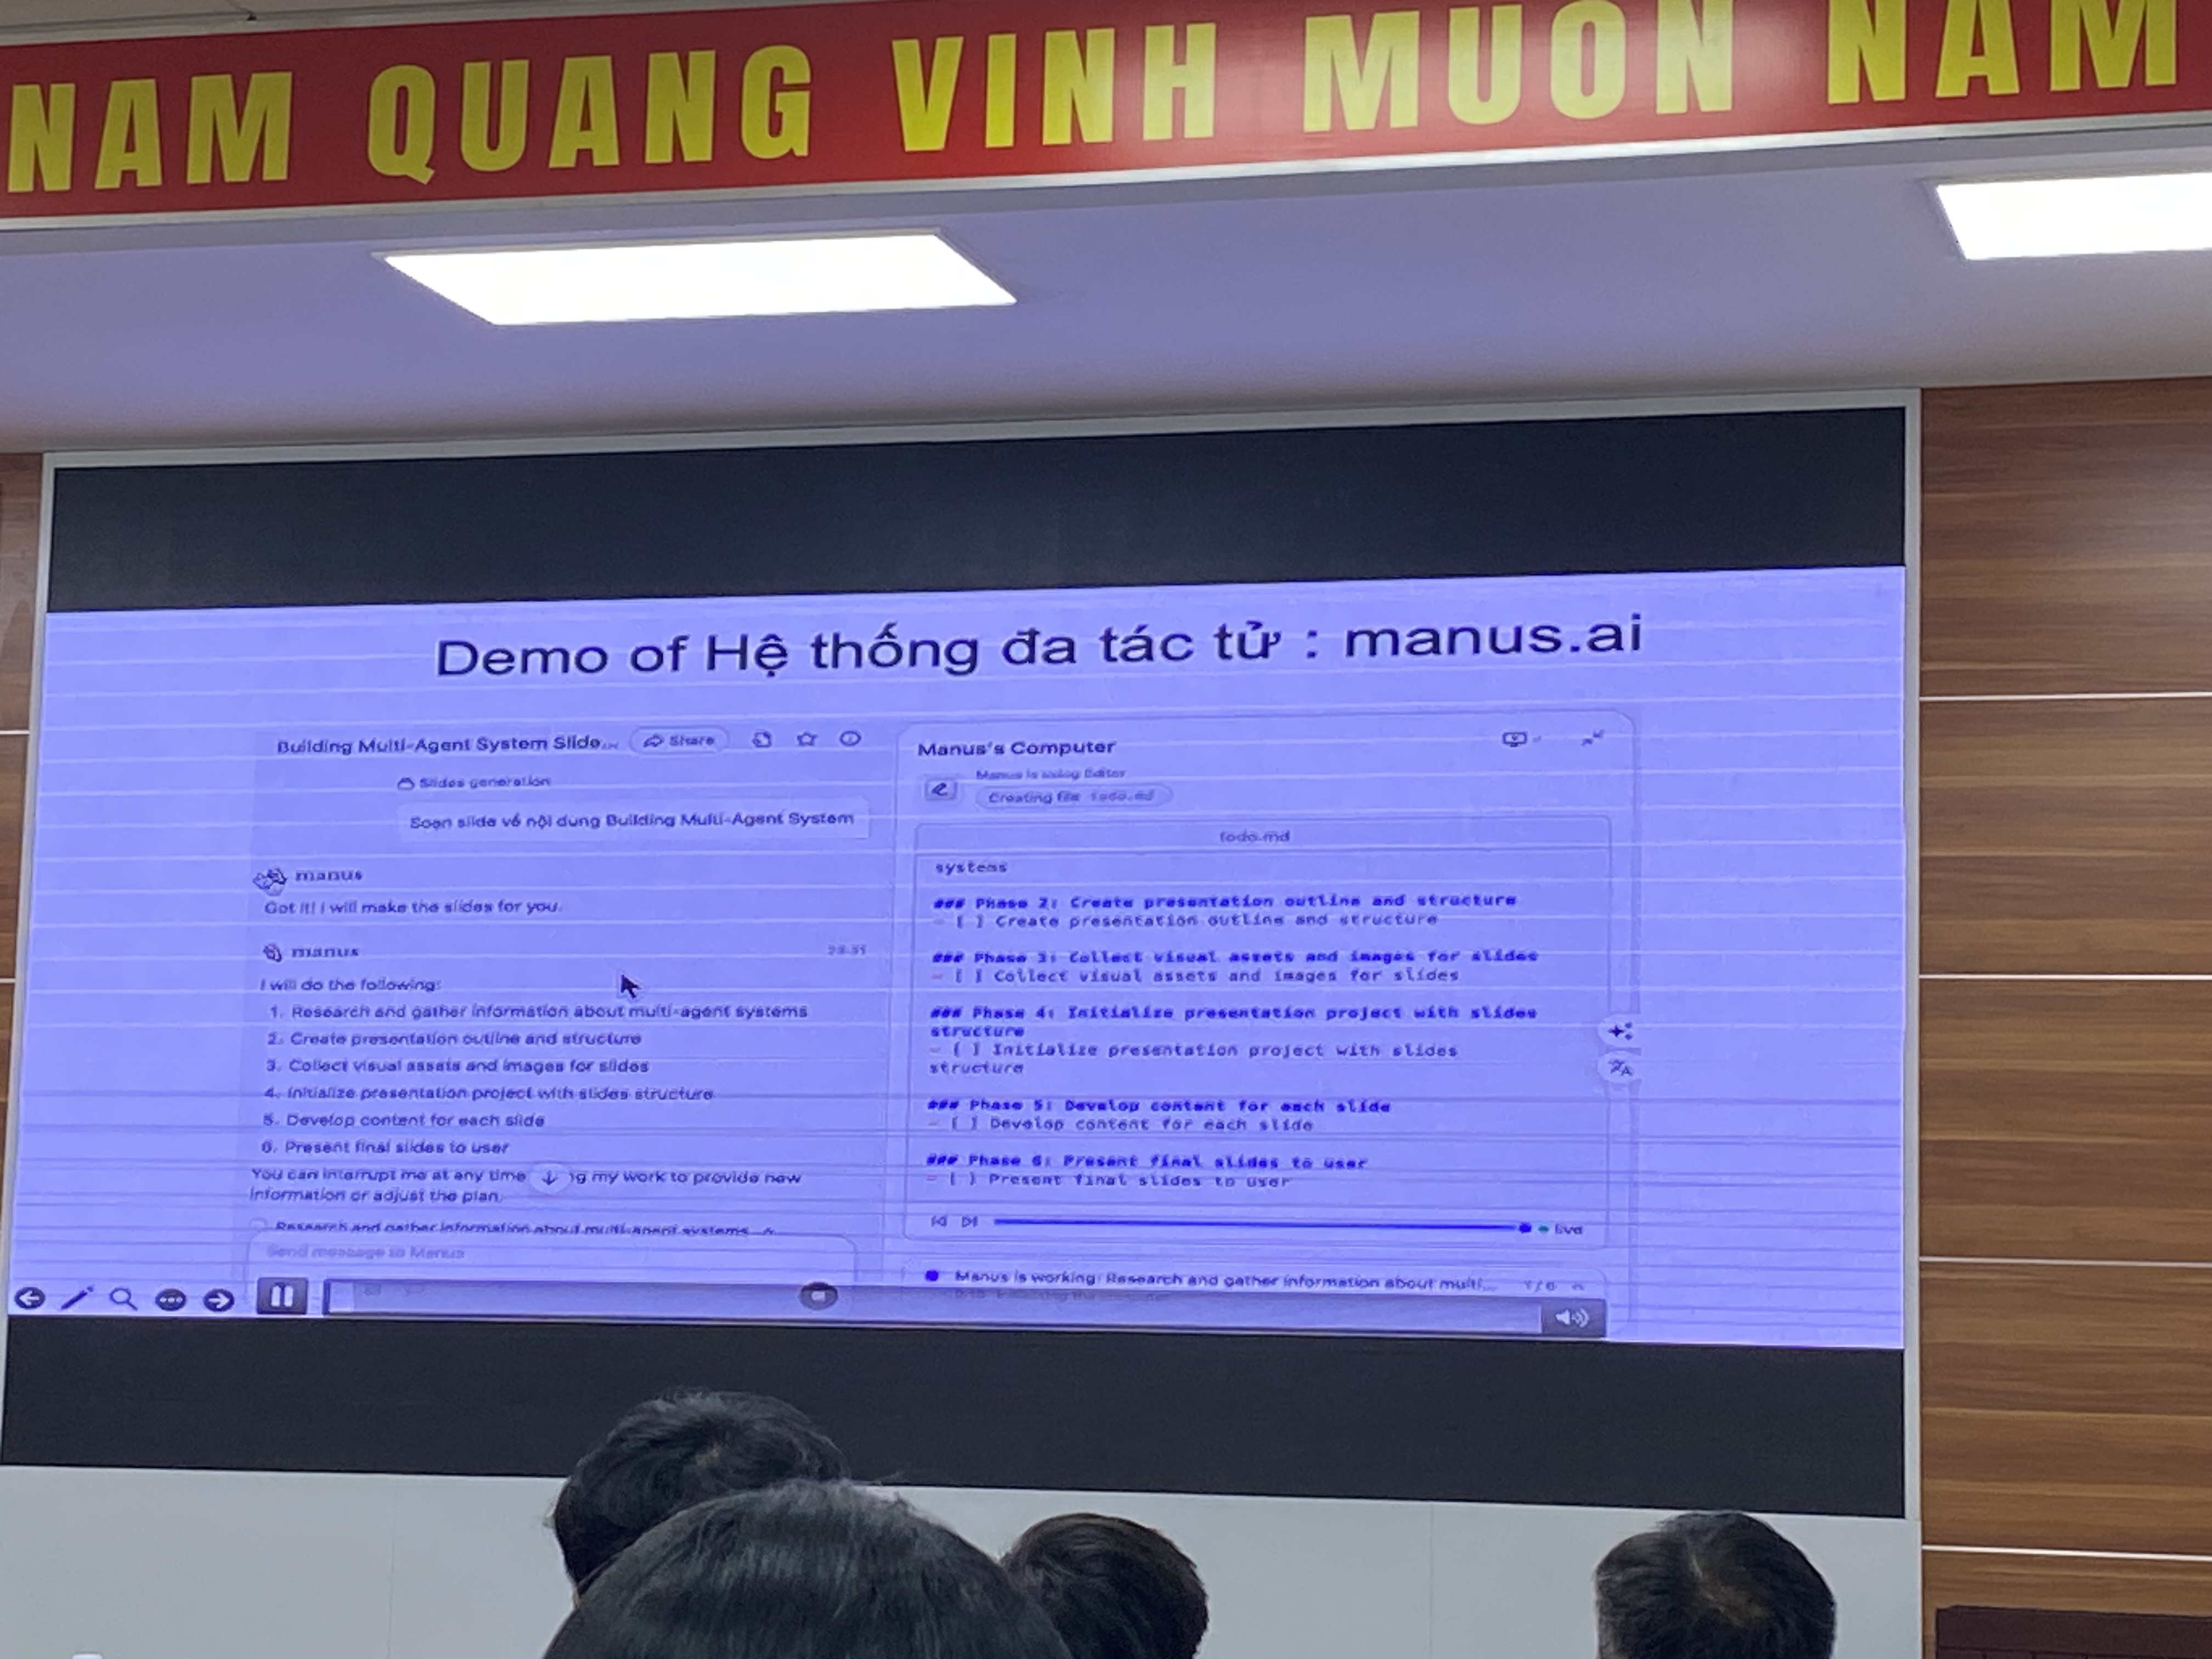 NAM QUANG VINH MUON NAM
Demo of Hệ thống đa tác tử : manus.ai
Building Multi-Agent System Slide...
Share
Slides generation
Soạn slide về nội dung Building Multi-Agent System
manus
Got it! I will make the slides for you.
manus
23:51
I will do the following:
1. Research and gather information about multi-agent systems
2. Create presentation outline and structure
3. Collect visual assets and images for slides
4. Initialize presentation project with slides structure
5. Develop content for each slide
6. Present final slides to user
You can interrupt me at any time ng my work to provide new
information or adjust the plan.
Research and gather information about multi-agent systems
Send message to Manus
Manus's Computer
Manus is using Editor
Creating file todo.md
todo.md
systems
### Phase 2: Create presentation outline and structure
- [ ] Create presentation outline and structure
### Phase 3: Collect visual assets and images for slides
- [ ] Collect visual assets and images for slides
### Phase 4: Initialize presentation project with slides
structure
- [ ] Initialize presentation project with slides
structure
### Phase 5: Develop content for each slide
- [ ] Develop content for each slide
### Phase 6: Present final slides to user
- [ ] Present final slides to user
live
Manus is working: Research and gather information about multi...
1/6